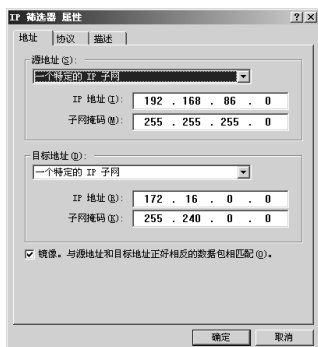 IP 筛选器 属性 ? ×
地址 协议 描述
源地址(S):
一个特定的 IP 子网
IP 地址(I): 192 . 168 . 86 . 0
子网掩码(M): 255 . 255 . 255 . 0
目标地址(D):
一个特定的 IP 子网
IP 地址(R): 172 . 16 . 0 . 0
子网掩码(K): 255 . 240 . 0 . 0
镜像。与源地址和目标地址正好相反的数据包相匹配(O)。
确定 取消